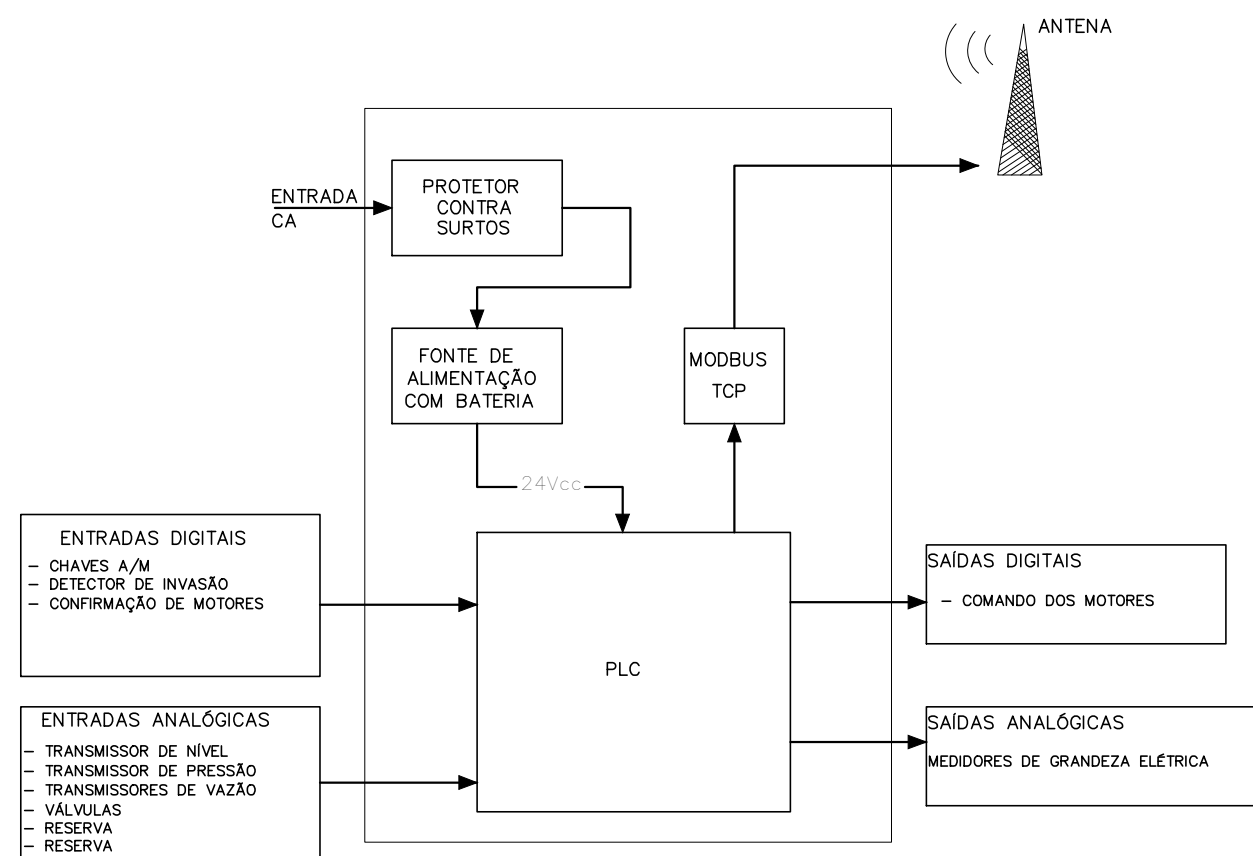 ANTENA
ENTRADA
CA
PROTETOR
CONTRA
SURTOS
FONTE DE
ALIMENTAÇÃO
COM BATERIA
MODBUS
TCP
24Vcc
ENTRADAS DIGITAIS
– CHAVES A/M
– DETECTOR DE INVASÃO
– CONFIRMAÇÃO DE MOTORES
PLC
SAÍDAS DIGITAIS
– COMANDO DOS MOTORES
ENTRADAS ANALÓGICAS
– TRANSMISSOR DE NÍVEL
– TRANSMISSOR DE PRESSÃO
– TRANSMISSORES DE VAZÃO
– VÁLVULAS
– RESERVA
– RESERVA
SAÍDAS ANALÓGICAS
MEDIDORES DE GRANDEZA ELÉTRICA